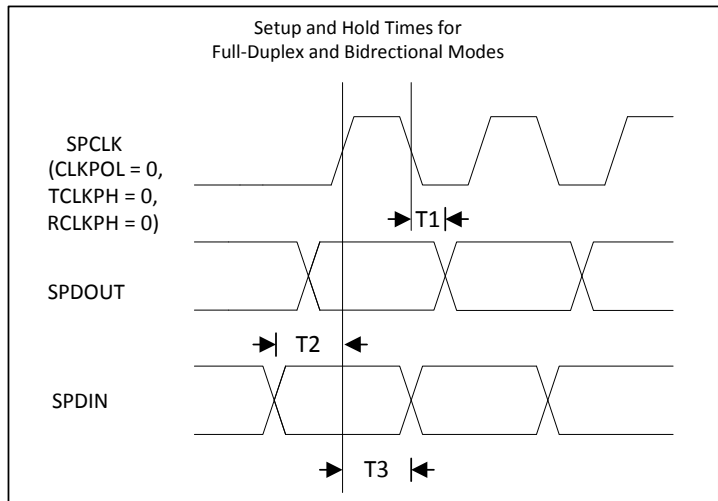 Setup and Hold Times for
Full-Duplex and Bidrectional Modes
SPCLK
(CLKPOL = 0,
TCLKPH = 0,
RCLKPH = 0)
T1
SPDOUT
T2
SPDIN
T3